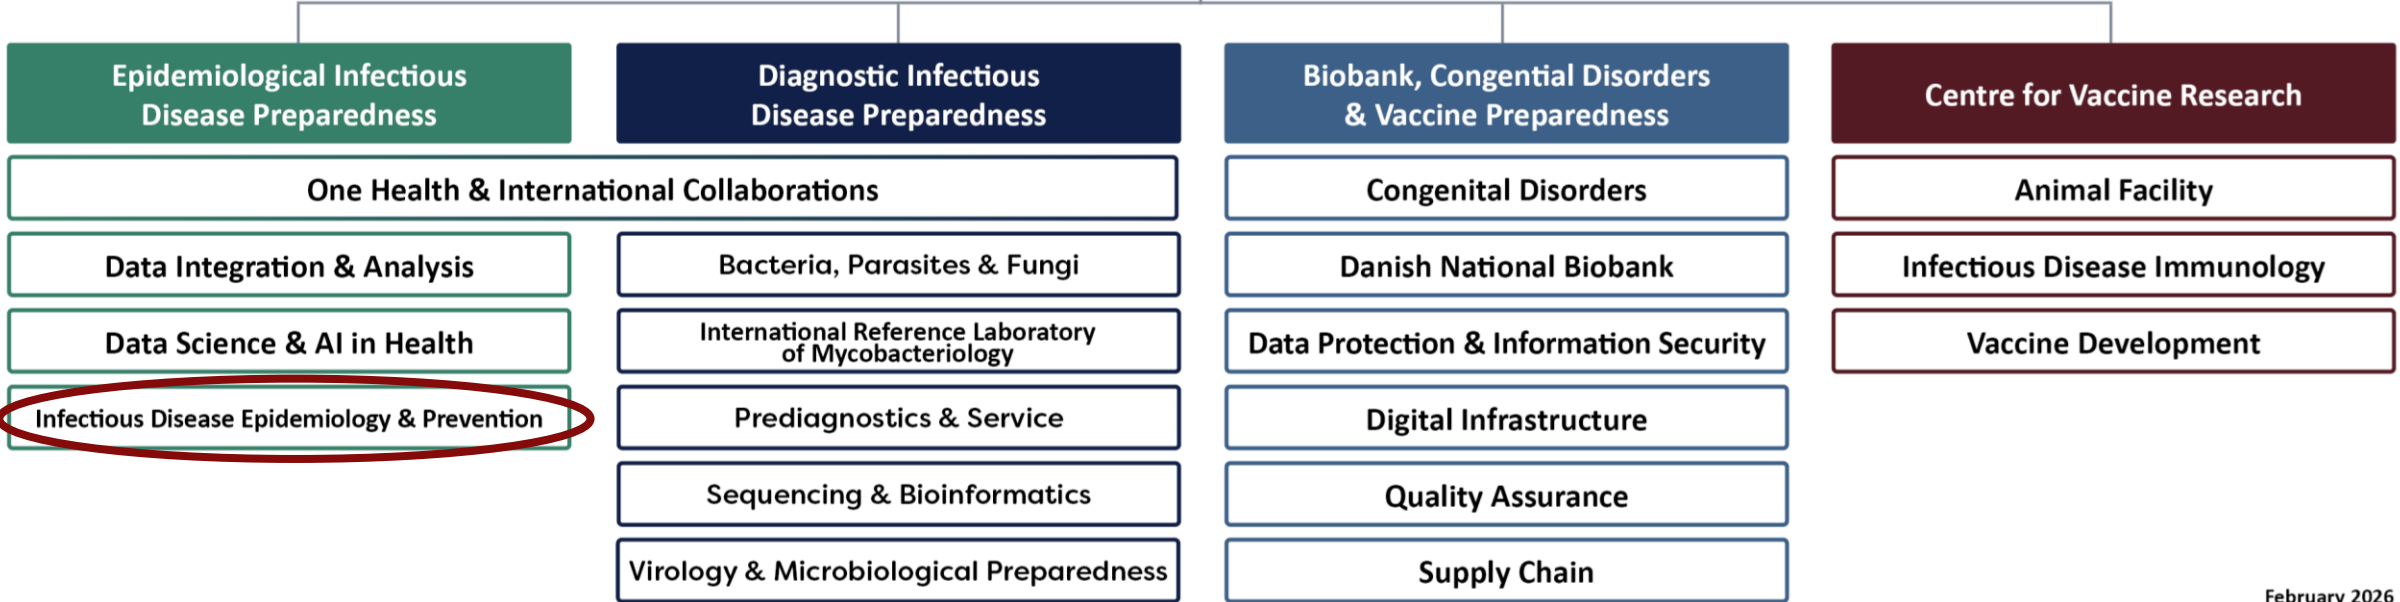 Epidemiological Infectious
Disease Preparedness
Diagnostic Infectious
Disease Preparedness
Biobank, Congential Disorders
& Vaccine Preparedness
Centre for Vaccine Research
One Health & International Collaborations
Congenital Disorders
Animal Facility
Data Integration & Analysis
Bacteria, Parasites & Fungi
Danish National Biobank
Infectious Disease Immunology
Data Science & AI in Health
International Reference Laboratory
of Mycobacteriology
Data Protection & Information Security
Vaccine Development
Infectious Disease Epidemiology & Prevention
Prediagnostics & Service
Digital Infrastructure
Sequencing & Bioinformatics
Quality Assurance
Virology & Microbiological Preparedness
Supply Chain
February 2026